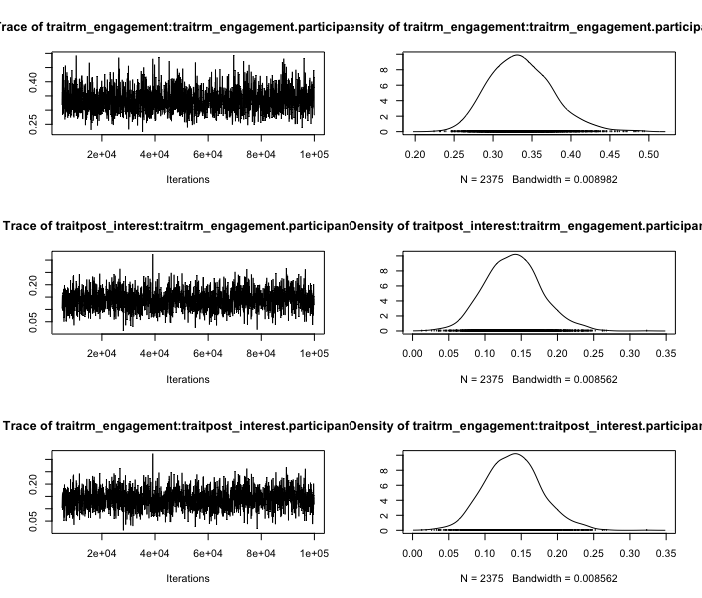 Trace of traitrm_engagement:traitrm_engagement.participa
nsity of traitrm_engagement:traitrm_engagement.participa
0.40
0.25
2e+04 4e+04 6e+04 8e+04 1e+05
Iterations
8
6
4
2
0
0.20 0.25 0.30 0.35 0.40 0.45 0.50
N = 2375 Bandwidth = 0.008982
Trace of traitpost_interest:traitrm_engagement.participan
Density of traitpost_interest:traitrm_engagement.participar
0.20
0.05
2e+04 4e+04 6e+04 8e+04 1e+05
Iterations
8
6
4
2
0
0.00 0.05 0.10 0.15 0.20 0.25 0.30 0.35
N = 2375 Bandwidth = 0.008562
Trace of traitrm_engagement:traitpost_interest.participan
Density of traitrm_engagement:traitpost_interest.participar
0.20
0.05
2e+04 4e+04 6e+04 8e+04 1e+05
Iterations
8
6
4
2
0
0.00 0.05 0.10 0.15 0.20 0.25 0.30 0.35
N = 2375 Bandwidth = 0.008562